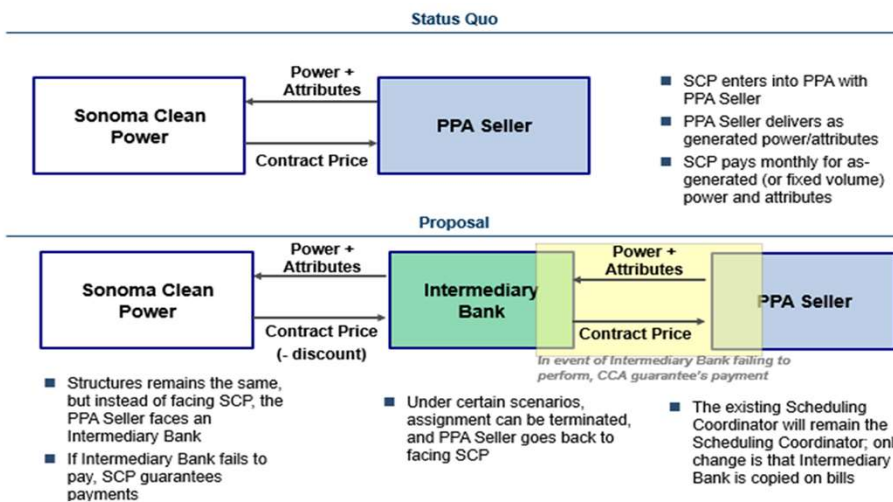 Status Quo
Sonoma Clean
Power
Power +
Attributes
Contract Price
PPA Seller
SCP enters into PPA with
PPA Seller
PPA Seller delivers as
generated power/attributes
SCP pays monthly for as-
generated (or fixed volume)
power and attributes
Proposal
Sonoma Clean
Power
Power +
Attributes
Contract Price
(- discount)
Intermediary
Bank
Power +
Attributes
Contract Price
PPA Seller
In event of Intermediary Bank failing to
perform, CCA guarantee's payment
Structures remains the same,
but instead of facing SCP, the
PPA Seller faces an
Intermediary Bank
If Intermediary Bank fails to
pay, SCP guarantees
payments
Under certain scenarios,
assignment can be terminated,
and PPA Seller goes back to
facing SCP
The existing Scheduling
Coordinator will remain the
Scheduling Coordinator;
change is that Intermediary
Bank is copied on bills